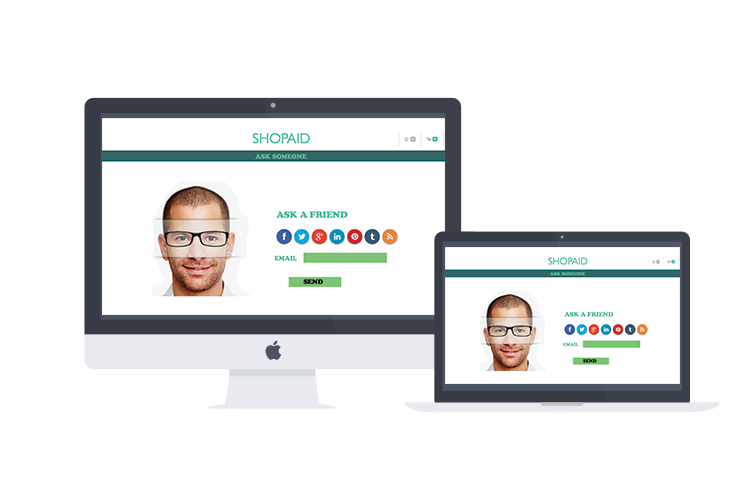 SHOPAID
ASK SOMEONE
ASK A FRIEND
EMAIL
SEND
SHOPAID
ASK SOMEONE
ASK A FRIEND
EMAIL
SEND